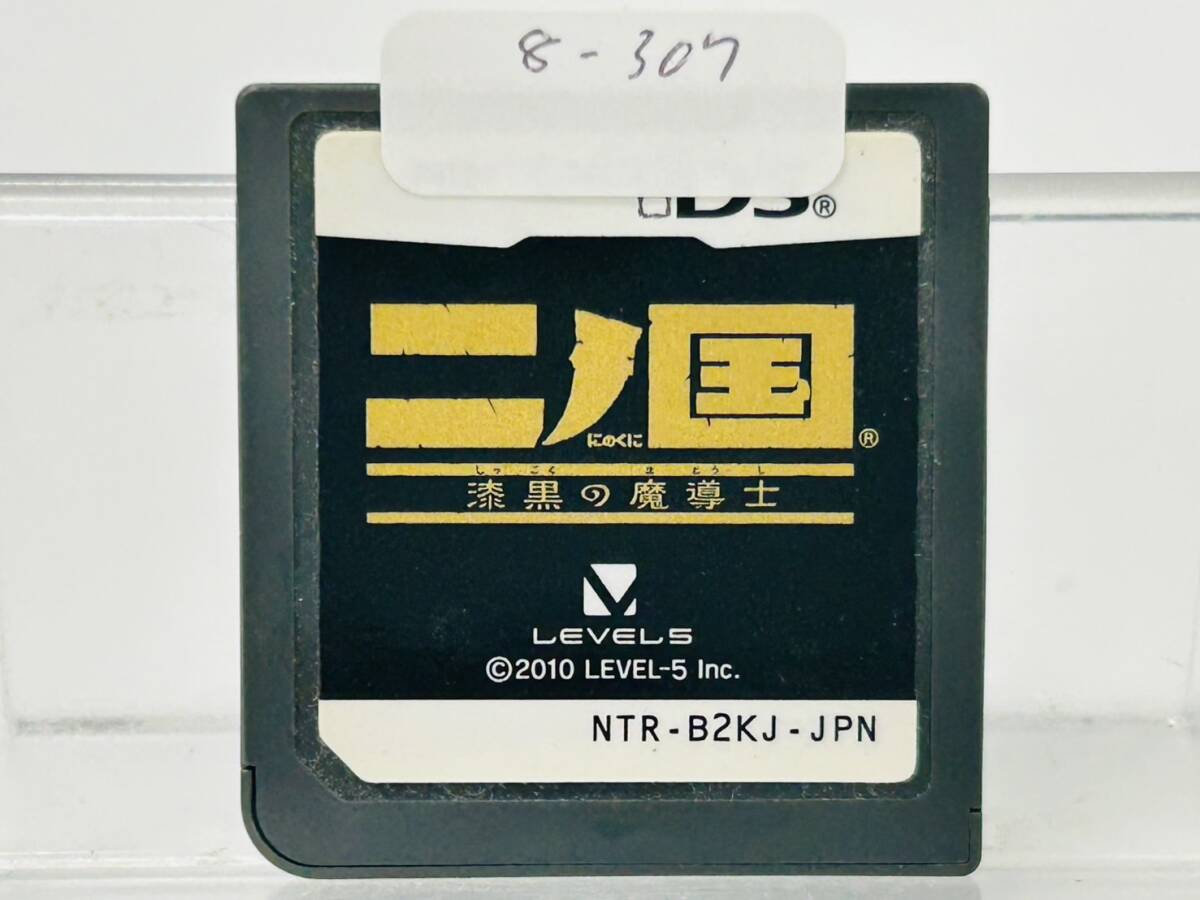 8-307
DS®
ニノ国®
にのくに
しっこく まどうし
漆黒の魔導士
LEVEL5
©2010 LEVEL-5 Inc.
NTR-B2KJ-JPN